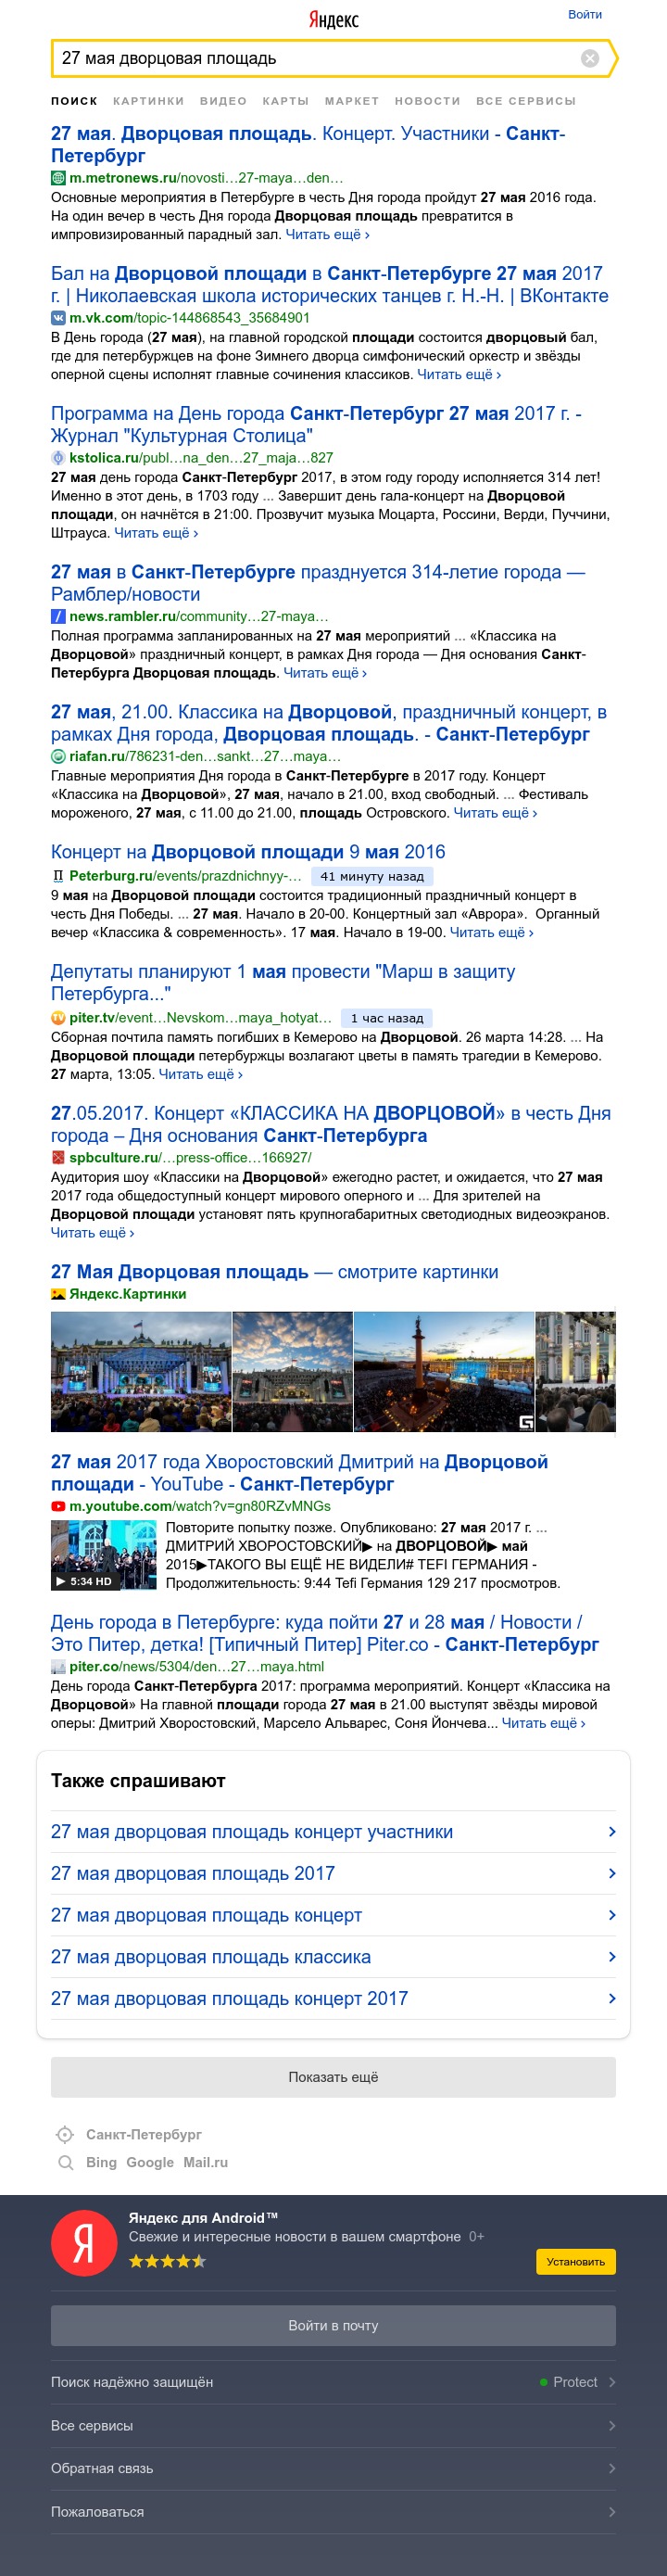 Яндекс
Войти
27 мая дворцовая площадь
ПОИСК КАРТИНКИ ВИДЕО КАРТЫ МАРКЕТ НОВОСТИ ВСЕ СЕРВИСЫ
27 мая. Дворцовая площадь. Концерт. Участники - Санкт-
Петербург
m.metronews.ru/novosti…27-maya…den…
Основные мероприятия в Петербурге в честь Дня города пройдут 27 мая 2016 года.
На один вечер в честь Дня города Дворцовая площадь превратится в
импровизированный парадный зал. Читать ещё ›
Бал на Дворцовой площади в Санкт-Петербурге 27 мая 2017
г. | Николаевская школа исторических танцев г. Н.-Н. | ВКонтакте
m.vk.com/topic-144868543_35684901
В День города (27 мая), на главной городской площади состоится дворцовый бал,
где для петербуржцев на фоне Зимнего дворца симфонический оркестр и звёзды
оперной сцены исполнят главные сочинения классиков. Читать ещё ›
Программа на День города Санкт-Петербург 27 мая 2017 г. -
Журнал "Культурная Столица"
kstolica.ru/publ…na_den…27_maja…827
27 мая день города Санкт-Петербург 2017, в этом году городу исполняется 314 лет!
Именно в этот день, в 1703 году ... Завершит день гала-концерт на Дворцовой
площади, он начнётся в 21:00. Прозвучит музыка Моцарта, Россини, Верди, Пуччини,
Штрауса. Читать ещё ›
27 мая в Санкт-Петербурге празднуется 314-летие города —
Рамблер/новости
news.rambler.ru/community…27-maya…
Полная программа запланированных на 27 мая мероприятий ... «Классика на
Дворцовой» праздничный концерт, в рамках Дня города — Дня основания Санкт-
Петербурга Дворцовая площадь. Читать ещё ›
27 мая, 21.00. Классика на Дворцовой, праздничный концерт, в
рамках Дня города, Дворцовая площадь. - Санкт-Петербург
riafan.ru/786231-den…sankt…27…maya…
Главные мероприятия Дня города в Санкт-Петербурге в 2017 году. Концерт
«Классика на Дворцовой», 27 мая, начало в 21.00, вход свободный. ... Фестиваль
мороженого, 27 мая, с 11.00 до 21.00, площадь Островского. Читать ещё ›
Концерт на Дворцовой площади 9 мая 2016
Peterburg.ru/events/prazdnichnyy-… 41 минуту назад
9 мая на Дворцовой площади состоится традиционный праздничный концерт в
честь Дня Победы. ... 27 мая. Начало в 20-00. Концертный зал «Аврора». Органный
вечер «Классика & современность». 17 мая. Начало в 19-00. Читать ещё ›
Депутаты планируют 1 мая провести "Марш в защиту
Петербурга..."
piter.tv/event…Nevskom…maya_hotyat… 1 час назад
Сборная почтила память погибших в Кемерово на Дворцовой. 26 марта 14:28. ... На
Дворцовой площади петербуржцы возлагают цветы в память трагедии в Кемерово.
27 марта, 13:05. Читать ещё ›
27.05.2017. Концерт «КЛАССИКА НА ДВОРЦОВОЙ» в честь Дня
города – Дня основания Санкт-Петербурга
spbculture.ru/…press-office…166927/
Аудитория шоу «Классики на Дворцовой» ежегодно растет, и ожидается, что 27 мая
2017 года общедоступный концерт мирового оперного и ... Для зрителей на
Дворцовой площади установят пять крупногабаритных светодиодных видеоэкранов.
Читать ещё ›
27 Мая Дворцовая площадь — смотрите картинки
Яндекс.Картинки
27 мая 2017 года Хворостовский Дмитрий на Дворцовой
площади - YouTube - Санкт-Петербург
m.youtube.com/watch?v=gn80RZvMNGs
Повторите попытку позже. Опубликовано: 27 мая 2017 г. ...
ДМИТРИЙ ХВОРОСТОВСКИЙ▶ на ДВОРЦОВОЙ▶ май
2015▶ТАКОГО ВЫ ЕЩЁ НЕ ВИДЕЛИ# TEFI ГЕРМАНИЯ -
Продолжительность: 9:44 Tefi Германия 129 217 просмотров.
5:34 HD
День города в Петербурге: куда пойти 27 и 28 мая / Новости /
Это Питер, детка! [Типичный Питер] Piter.co - Санкт-Петербург
piter.co/news/5304/den…27…maya.html
День города Санкт-Петербурга 2017: программа мероприятий. Концерт «Классика на
Дворцовой» На главной площади города 27 мая в 21.00 выступят звёзды мировой
оперы: Дмитрий Хворостовский, Марсело Альварес, Соня Йончева... Читать ещё ›
Также спрашивают
27 мая дворцовая площадь концерт участники
27 мая дворцовая площадь 2017
27 мая дворцовая площадь концерт
27 мая дворцовая площадь классика
27 мая дворцовая площадь концерт 2017
Показать ещё
Санкт-Петербург
Bing Google Mail.ru
Яндекс для Android™
Свежие и интересные новости в вашем смартфоне 0+
Установить
Войти в почту
Поиск надёжно защищён Protect
Все сервисы
Обратная связь
Пожаловаться